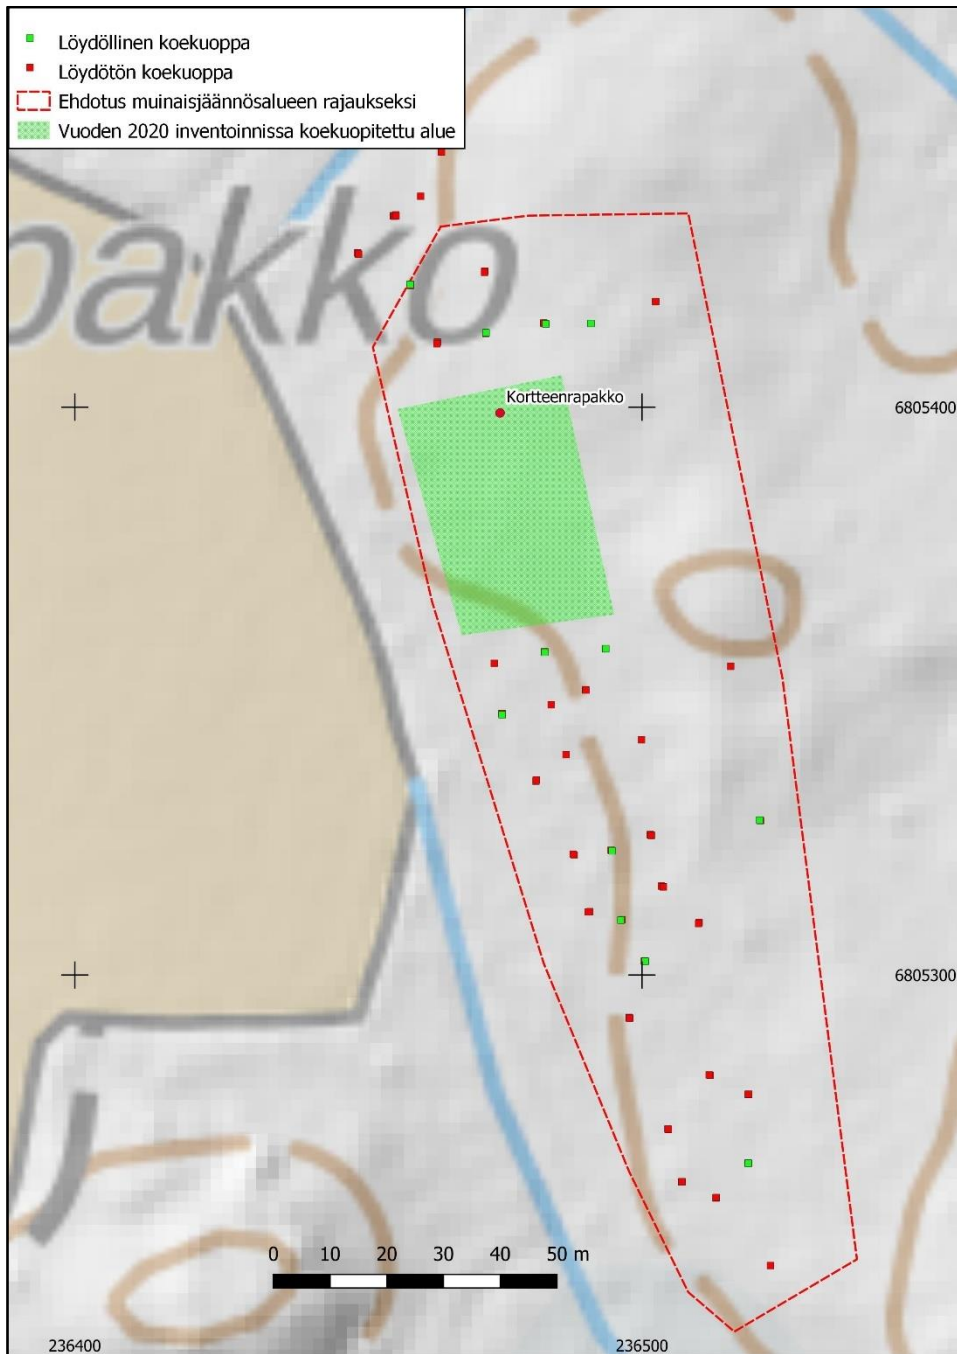 Löydöllinen koekuoppa
Löydötön koekuoppa
Ehdotus muinaisjäännösalueen rajaukseksi
Vuoden 2020 inventoinnissa koekuopitettu alue
pakko
Kortteenrapakko
6805400
6805300
0 10 20 30 40 50 m
236400 236500